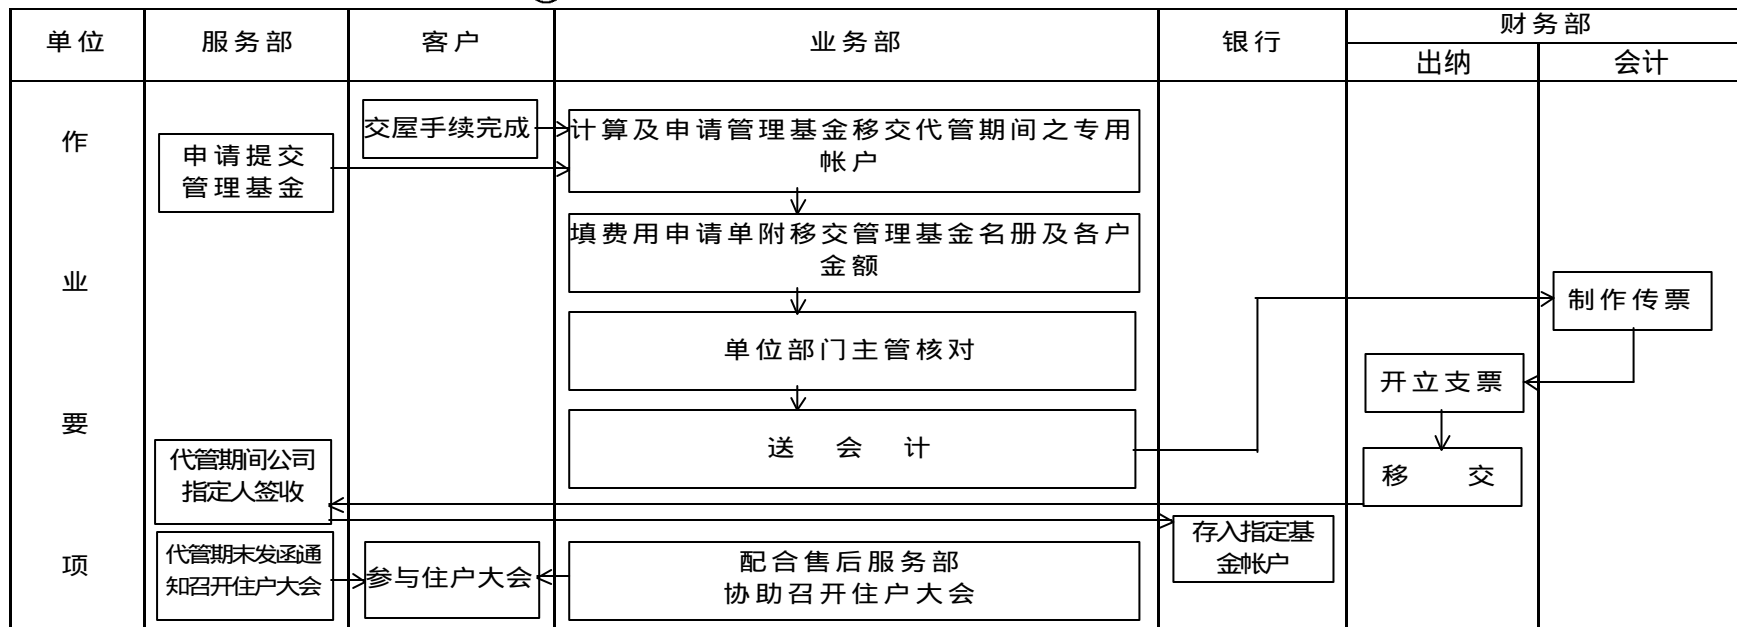 单位
服务部
客户
业务部
银行
财务部
出纳
会计
作
业
要
项
交屋手续完成
申请提交
管理基金
计算及申请管理基金移交代管期间之专用
帐户
填费用申请单附移交管理基金名册及各户
金额
制作传票
单位部门主管核对
开立支票
送 会 计
代管期间公司
指定人签收
移 交
存入指定基
金帐户
代管期末发函通
知召开住户大会
参与住户大会
配合售后服务部
协助召开住户大会